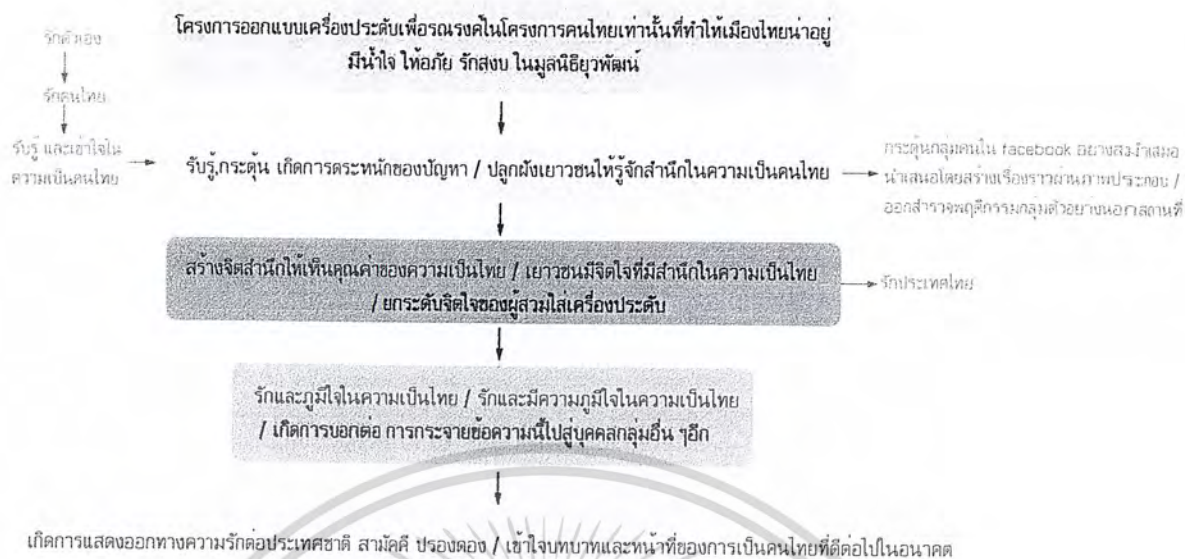 โครงการออกแบบเครื่องประดับเพื่อรณรงค์ในโครงการคนไทยเท่านั้นที่ทำให้เมืองไทยน่าอยู่
มีน้ำใจ ให้อภัย รักสงบ ในมูลนิธิยุวพัฒน์
รักตัวเอง
รักคนไทย
รับรู้ และเข้าใจใน
ความเป็นคนไทย
รับรู้,กระตุ้น เกิดการตระหนักของปัญหา / ปลูกฝังเยาวชนให้รู้จักสำนึกในความเป็นคนไทย
กระตุ้นกลุ่มคนใน facebook อย่างสม่ำเสมอ
นำเสนอโดยสร้างเรื่องราวผ่านภาพประกอบ /
ออกสำรวจพฤติกรรมกลุ่มตัวอย่างนอกสถานที่
สร้างจิตสำนึกให้เห็นคุณค่าของความเป็นไทย / เยาวชนมีจิตใจที่มีสำนึกในความเป็นไทย
/ ยกระดับจิตใจของผู้สวมใส่เครื่องประดับ
รักประเทศไทย
รักและภูมิใจในความเป็นไทย / รักและมีความภูมิใจในความเป็นไทย
/ เกิดการบอกต่อ การกระจายข้อความนี้ไปสู่บุคคลกลุ่มอื่น ๆอีก
เกิดการแสดงออกทางความรักต่อประเทศชาติ สามัคคี ปรองดอง / เข้าใจบทบาทและหน้าที่ของการเป็นคนไทยที่ดีต่อไปในอนาคต